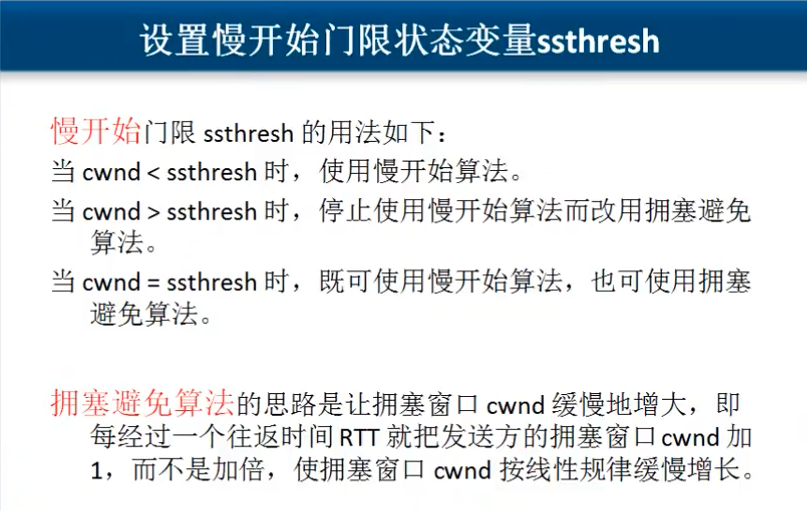 设置慢开始门限状态变量ssthresh
慢开始门限 ssthresh 的用法如下：
当 cwnd < ssthresh 时，使用慢开始算法。
当 cwnd > ssthresh 时，停止使用慢开始算法而改用拥塞避免
算法。
当 cwnd = ssthresh 时，既可使用慢开始算法，也可使用拥塞
避免算法。
拥塞避免算法的思路是让拥塞窗口 cwnd 缓慢地增大，即
每经过一个往返时间 RTT 就把发送方的拥塞窗口 cwnd 加
1，而不是加倍，使拥塞窗口 cwnd 按线性规律缓慢增长。